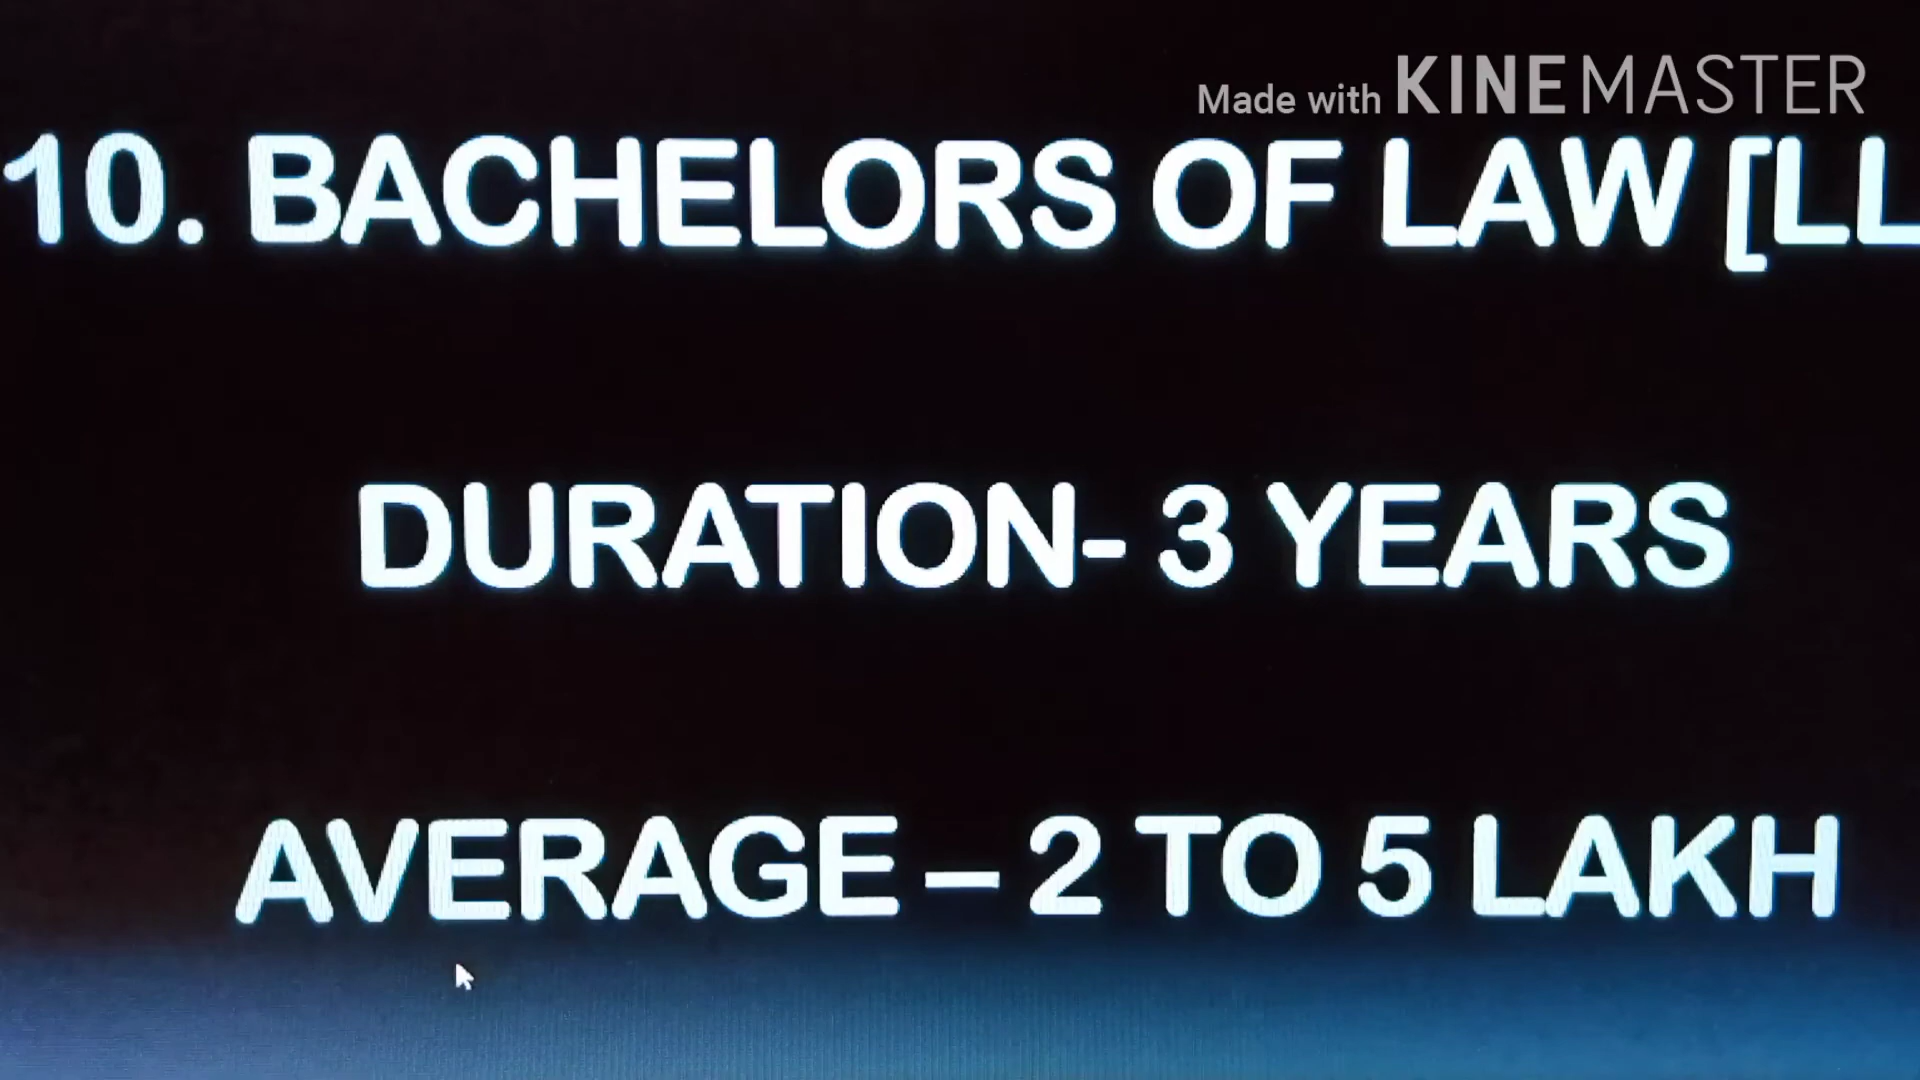 Made with KINEMASTER
10. BACHELORS OF LAW [LL
DURATION- 3 YEARS
AVERAGE – 2 TO 5 LAKH